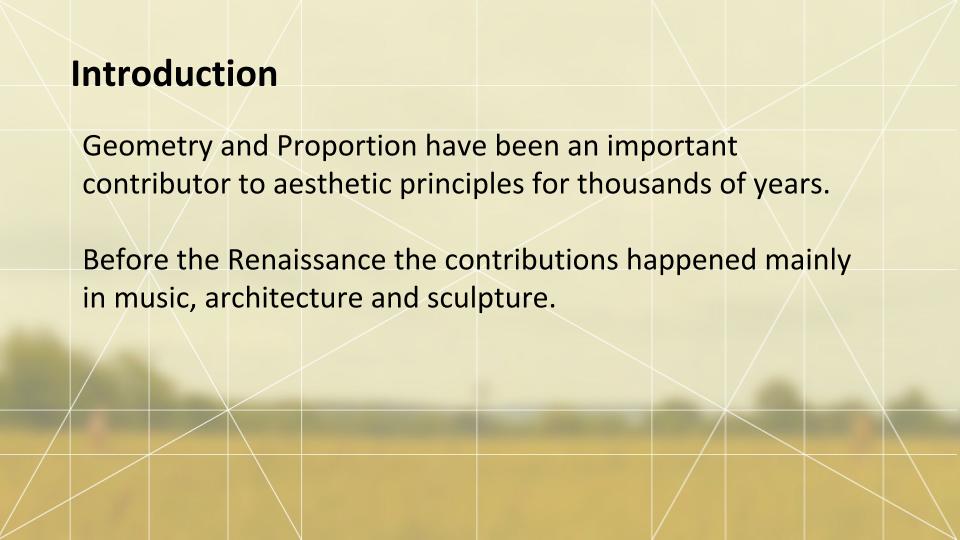 Introduction
Geometry and Proportion have been an important
contributor to aesthetic principles for thousands of years.
Before the Renaissance the contributions happened mainly
in music, architecture and sculpture.